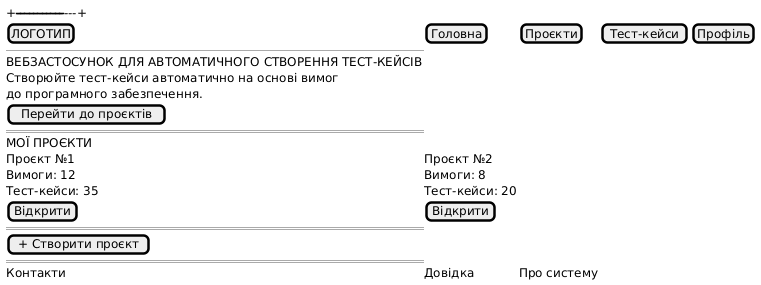 ЛОГОТИП Головна Проєкти Тест-кейси Профіль
ВЕБЗАСТОСУНОК ДЛЯ АВТОМАТИЧНОГО СТВОРЕННЯ ТЕСТ-КЕЙСІВ
Створюйте тест-кейси автоматично на основі вимог
до програмного забезпечення.
Перейти до проєктів
МОЇ ПРОЄКТИ
Проєкт №1 Проєкт №2
Вимоги: 12 Вимоги: 8
Тест-кейси: 35 Тест-кейси: 20
Відкрити Відкрити
+ Створити проєкт
Контакти Довідка Про систему